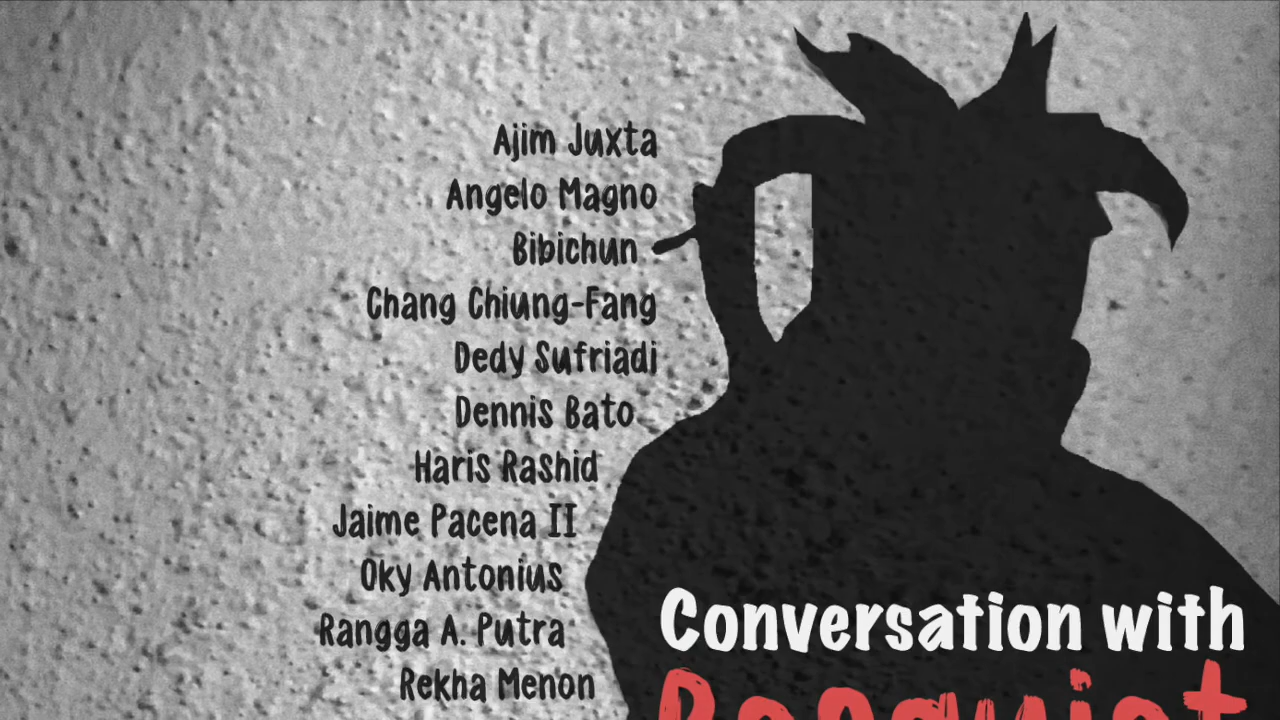 Ajim Juxta
Angelo Magno
Bibichun
Chang Chiung-Fang
Dedy Sufriadi
Dennis Bato
Haris Rashid
Jaime Pacena II
Oky Antonius
Rangga A. Putra
Rekha Menon
Conversation with